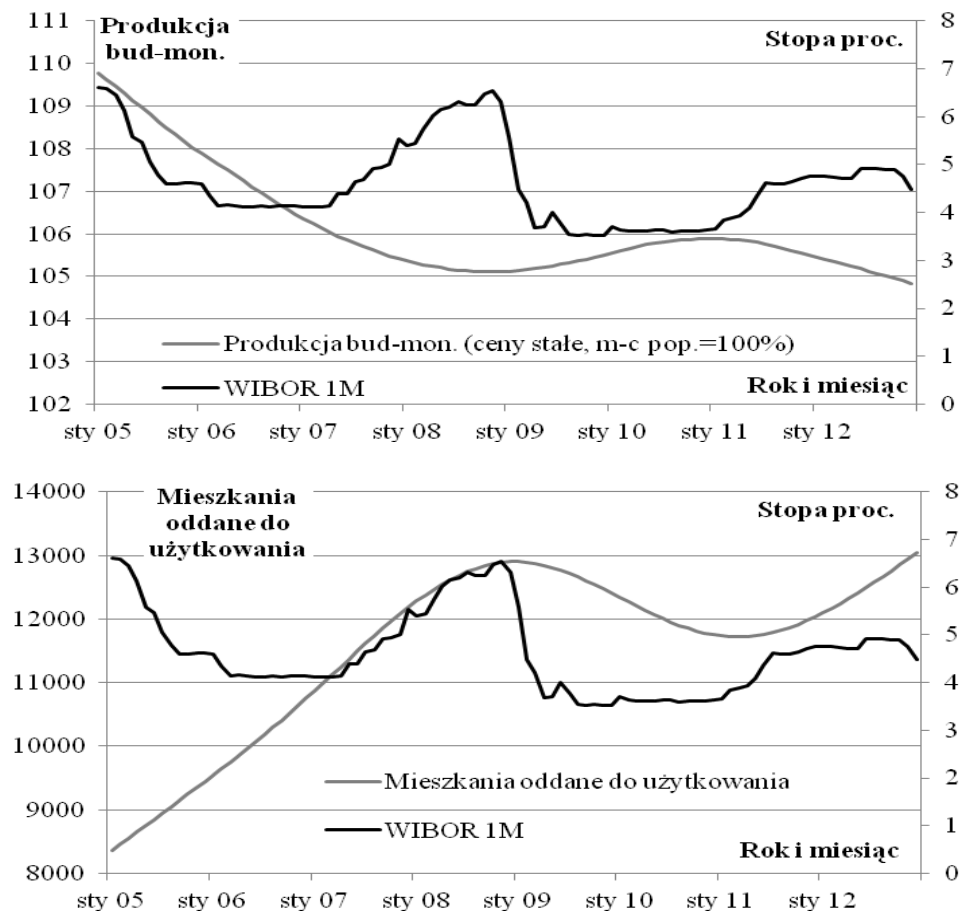 Produkcja
bud-mon.
Stopa proc.
111
110
109
108
107
106
105
104
103
102
8
7
6
5
4
3
2
1
0
Produkcja bud-mon. (ceny stałe, m-c pop.=100%)
WIBOR 1M
Rok i miesiąc
sty 05 sty 06 sty 07 sty 08 sty 09 sty 10 sty 11 sty 12
Mieszkania
oddane do
użytkowania
Stopa proc.
14000
13000
12000
11000
10000
9000
8000
8
7
6
5
4
3
2
1
0
Mieszkania oddane do użytkowania
WIBOR 1M
Rok i miesiąc
sty 05 sty 06 sty 07 sty 08 sty 09 sty 10 sty 11 sty 12